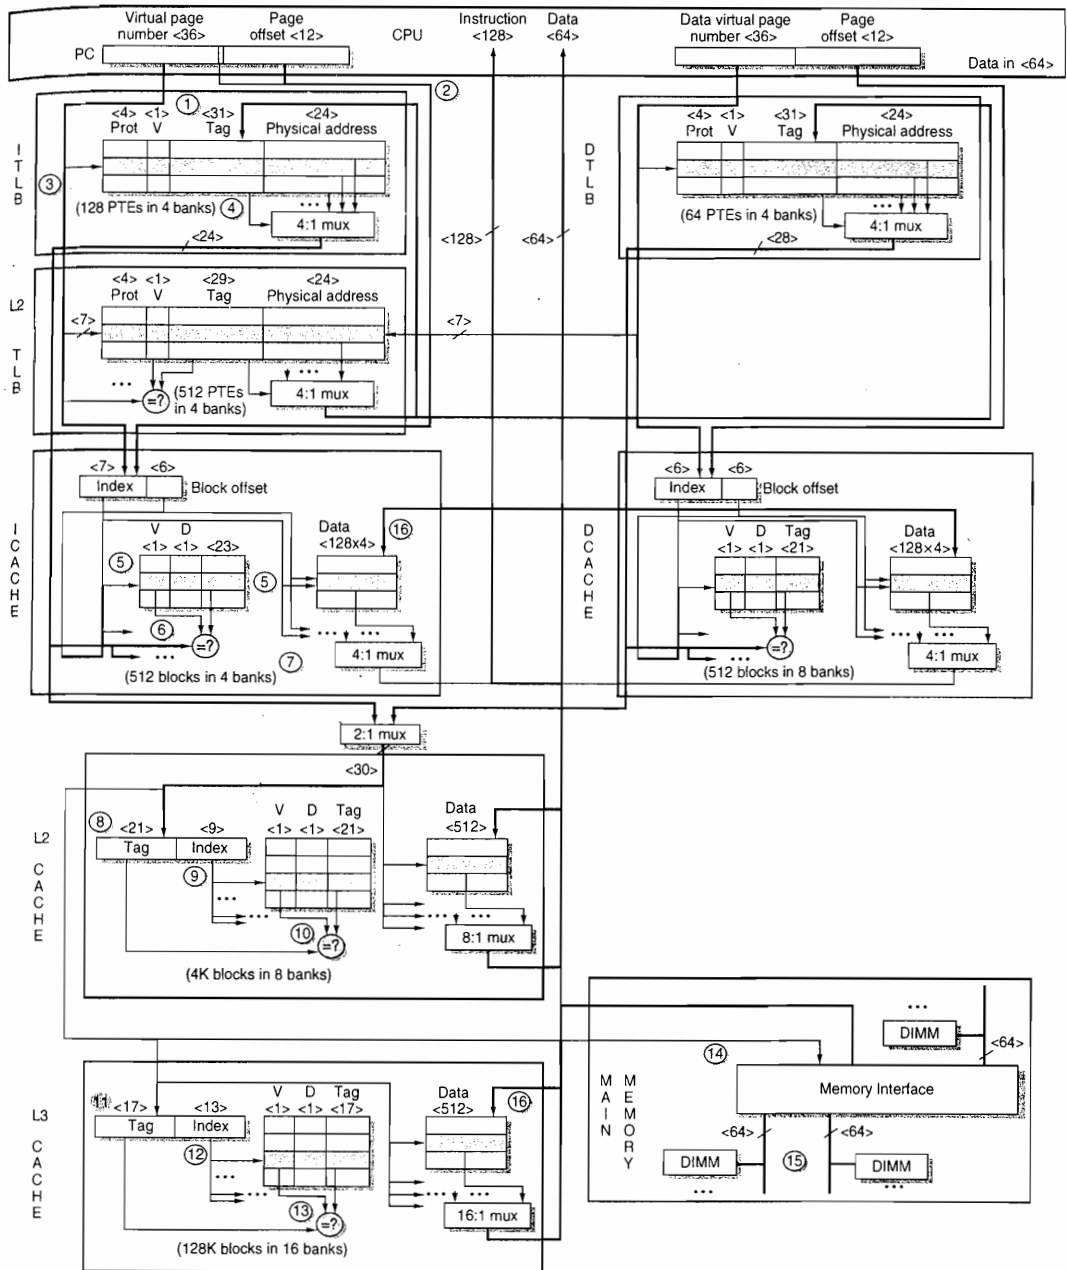 Virtual page number <36>
Page offset <12>
CPU
Instruction <128>
Data <64>
Data virtual page number <36>
Page offset <12>
PC
Data in <64>
1
2
ITLB
<4> <1> <31> <24>
Prot V Tag Physical address
3
(128 PTEs in 4 banks)
4
4:1 mux
<24>
<128>
<64>
DTLB
<4> <1> <31> <24>
Prot V Tag Physical address
(64 PTEs in 4 banks)
4:1 mux
<28>
L2 TLB
<4> <1> <29> <24>
Prot V Tag Physical address
<7>
<7>
=?
(512 PTEs in 4 banks)
4:1 mux
ICACHE
<7> <6>
Index
Block offset
V D
<1> <1> <23>
Data <128x4>
16
5
5
6
=?
7
4:1 mux
(512 blocks in 4 banks)
DCACHE
<6> <6>
Index
Block offset
V D Tag
<1> <1> <21>
Data <128×4>
=?
4:1 mux
(512 blocks in 8 banks)
2:1 mux
<30>
L2 CACHE
8
<21> <9>
Tag Index
9
V D Tag
<1> <1> <21>
Data <512>
10
=?
8:1 mux
(4K blocks in 8 banks)
L3 CACHE
11
<17> <13>
Tag Index
12
V D Tag
<1> <1> <17>
Data <512>
16
13
=?
16:1 mux
(128K blocks in 16 banks)
MAIN MEMORY
14
DIMM
<64>
Memory Interface
<64>
<64>
DIMM
15
DIMM